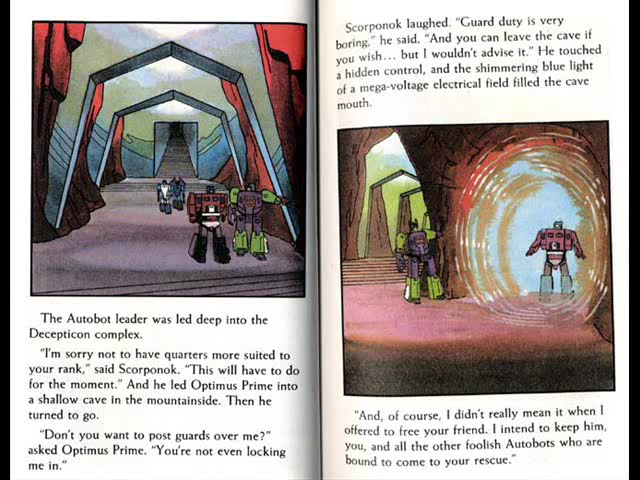 The Autobot leader was led deep into the
Decepticon complex.
"I'm sorry not to have quarters more suited to
your rank," said Scorponok. "This will have to do
for the moment." And he led Optimus Prime into
a shallow cave in the mountainside. Then he
turned to go.
"Don't you want to post guards over me?"
asked Optimus Prime. "You're not even locking
me in."
Scorponok laughed. "Guard duty is very
boring," he said. "And you can leave the cave if
you wish... but I wouldn't advise it." He touched
a hidden control, and the shimmering blue light
of a mega-voltage electrical field filled the cave
mouth.
"And, of course, I didn't really mean it when I
offered to free your friend. I intend to keep him,
you, and all the other foolish Autobots who are
bound to come to your rescue."